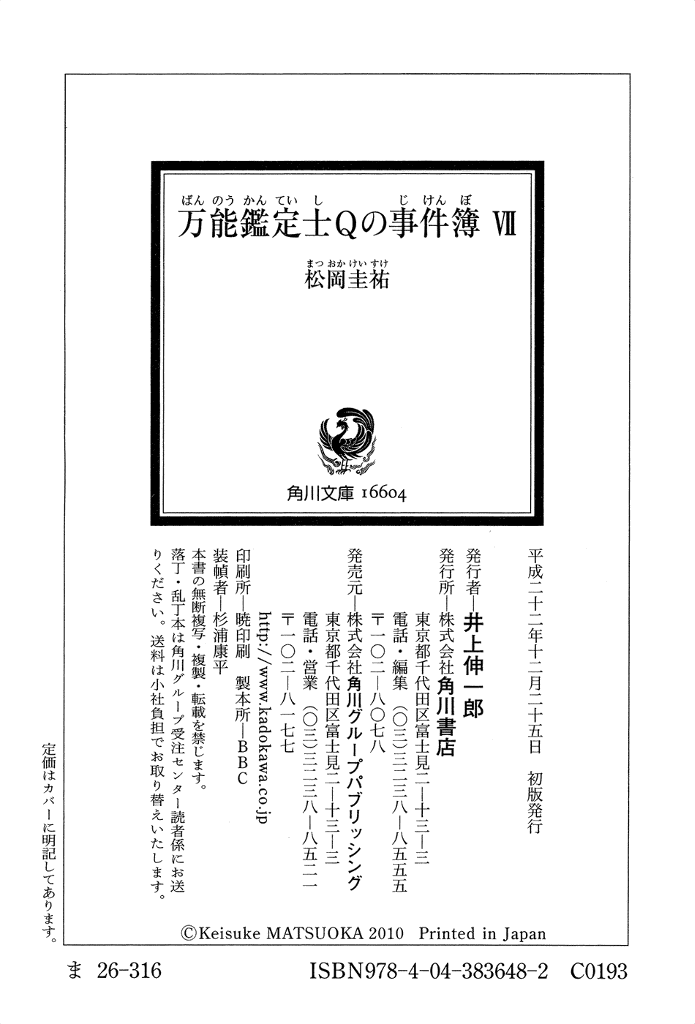 ばん のう かん てい し じ けん ぼ
万能鑑定士Qの事件簿 Ⅶ
まつ おか けい すけ
松岡圭祐
角川文庫 16604
平成二十二年十二月二十五日　初版発行
発行者―井上伸一郎
発行所―株式会社角川書店
東京都千代田区富士見二―十三―三
電話・編集 (〇三)三二三八―八五五五
〒一〇二―八〇七八
発売元―株式会社角川グループパブリッシング
東京都千代田区富士見二―十三―三
電話・営業 (〇三)三二三八―八五二一
〒一〇二―八一七七
http://www.kadokawa.co.jp
印刷所―暁印刷　製本所―BBC
装幀者―杉浦康平
本書の無断複写・複製・転載を禁じます。
落丁・乱丁本は角川グループ受注センター読者係にお送
りください。送料は小社負担でお取り替えいたします。
定価はカバーに明記してあります。
©Keisuke MATSUOKA 2010 Printed in Japan
ま 26-316
ISBN978-4-04-383648-2 C0193